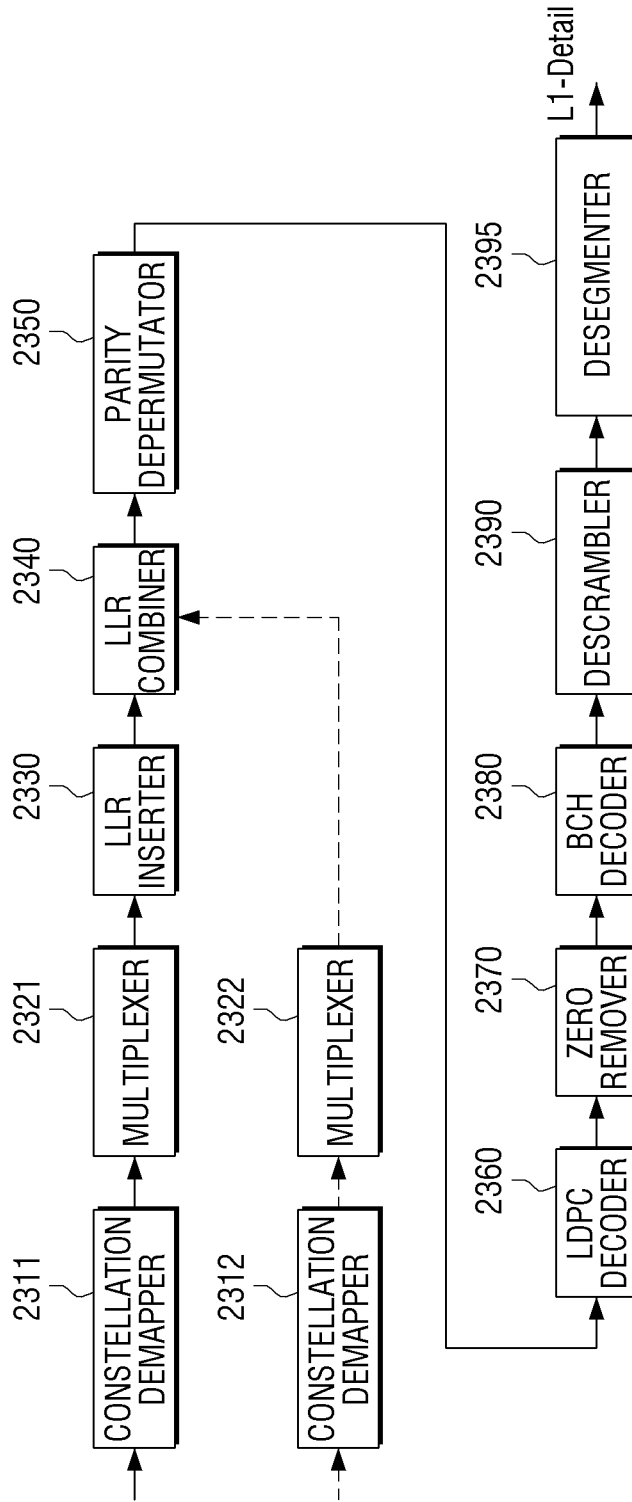 2311
CONSTELLATION
DEMAPPER
2321
MULTIPLEXER
2330
LLR
INSERTER
2340
LLR
COMBINER
2350
PARITY
DEPERMUTATOR
2312
CONSTELLATION
DEMAPPER
2322
MULTIPLEXER
2360
LDPC
DECODER
2370
ZERO
REMOVER
2380
BCH
DECODER
2390
DESCRAMBLER
2395
DESEGMENTER
L1-Detail